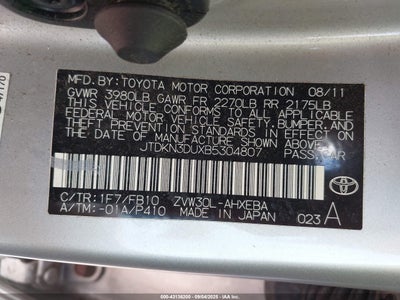 MFD. BY: TOYOTA MOTOR CORPORATION 08/11
GVWR 3980LB GAWR FR 2270LB RR 2175LB
THIS VEHICLE CONFORMS TO ALL APPLICABLE
FEDERAL MOTOR VEHICLE SAFETY, BUMPER, AND
THEFT PREVENTION STANDARDS IN EFFECT ON THE
DATE OF MANUFACTURE SHOWN ABOVE.
JTDKN3DUXB5304807 PASS.CAR
C/TR: 1F7/FB10 ZVW30L-AHXEBA
A/TM: -01A/P410 MADE IN JAPAN 023 A
TOYOTA